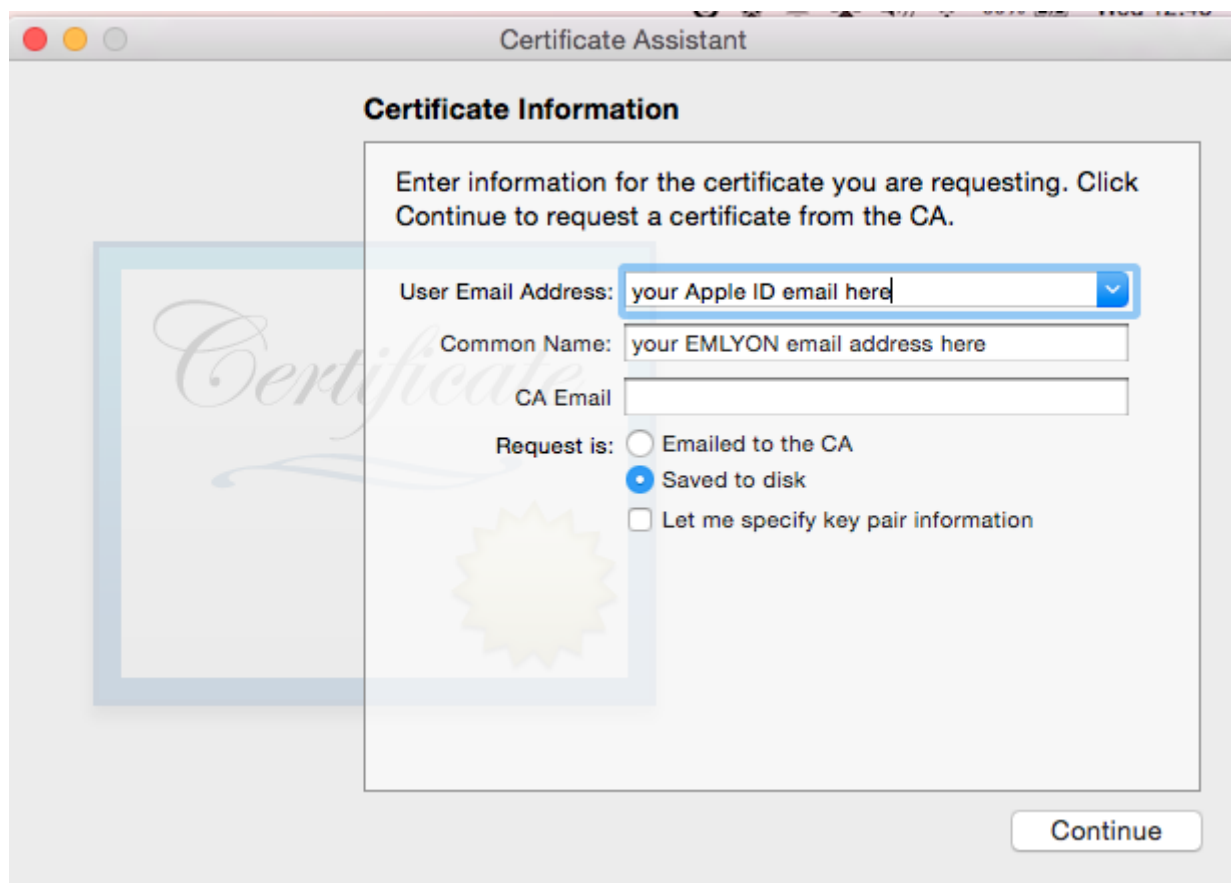 Certificate Assistant
Certificate Information
Enter information for the certificate you are requesting. Click
Continue to request a certificate from the CA.
User Email Address: your Apple ID email here
Common Name: your EMLYON email address here
CA Email
Request is: Emailed to the CA
Saved to disk
Let me specify key pair information
Certificate
Continue